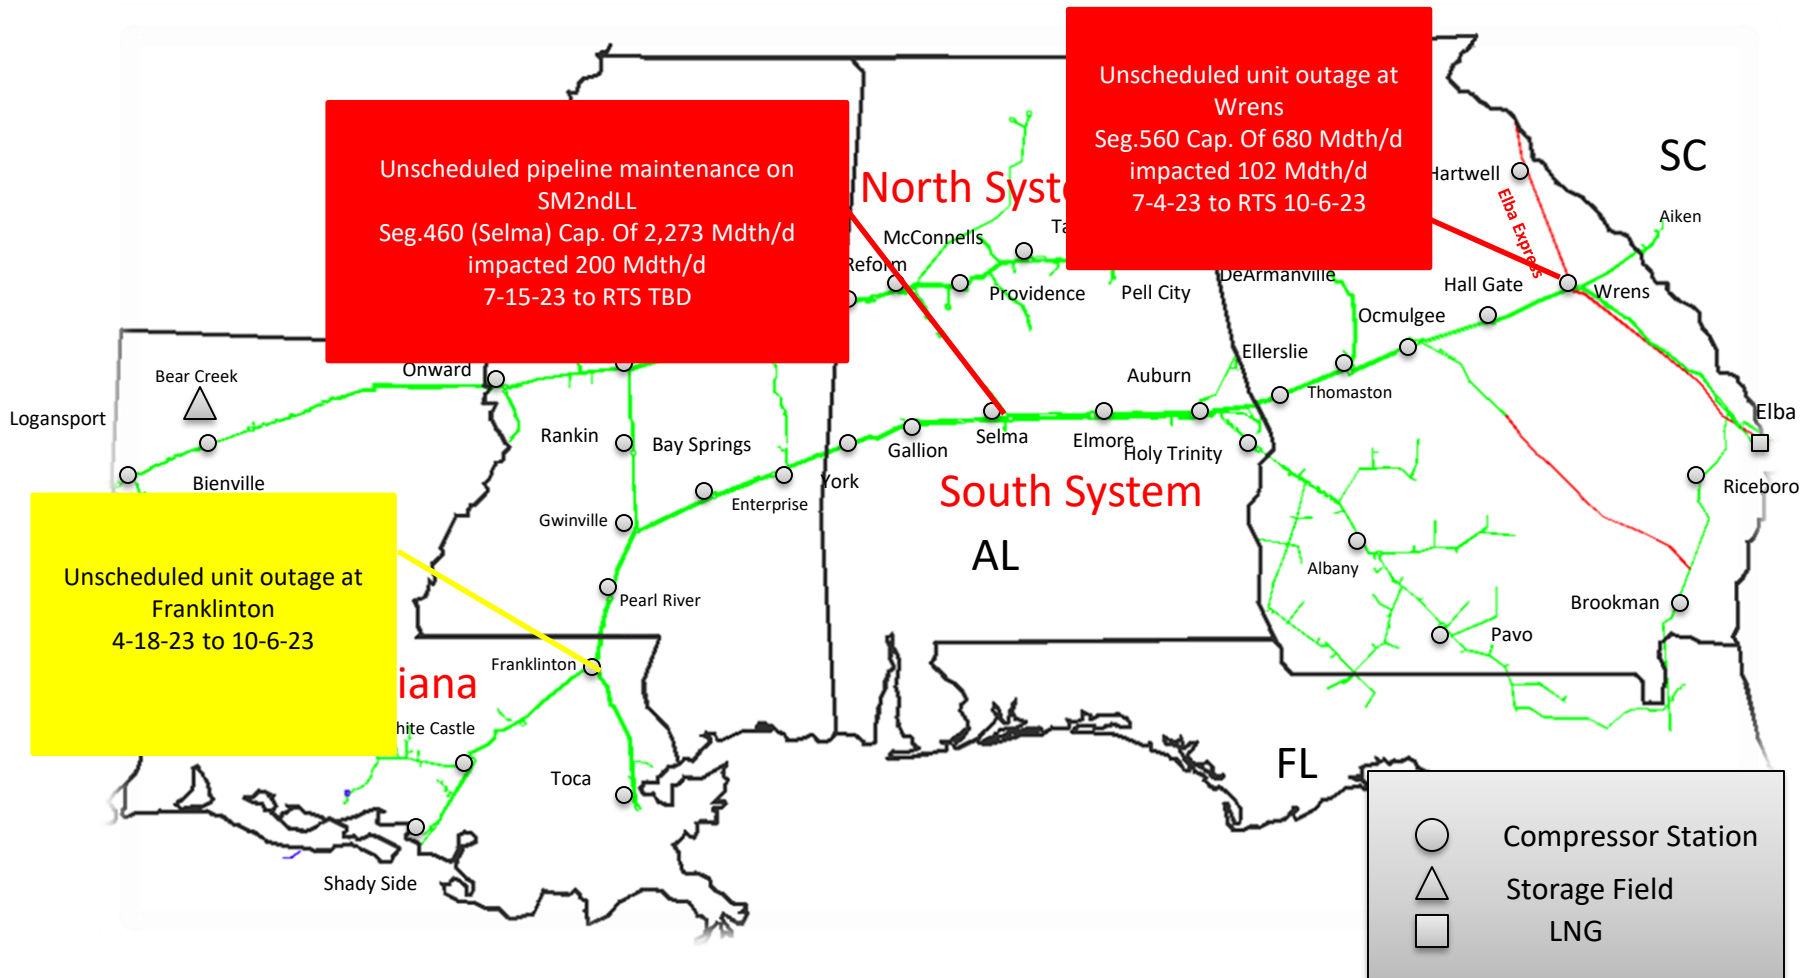 Unscheduled unit outage at
Wrens
Seg.560 Cap. Of 680 Mdth/d
impacted 102 Mdth/d
7-4-23 to RTS 10-6-23
Unscheduled pipeline maintenance on
SM2ndLL
Seg.460 (Selma) Cap. Of 2,273 Mdth/d
impacted 200 Mdth/d
7-15-23 to RTS TBD
SC
North Syst
Hartwell
Elba Express
Aiken
McConnells
Ta
Reform
Providence
Pell City
DeArmanville
Hall Gate
Wrens
Ocmulgee
Ellerslie
Onward
Bear Creek
Auburn
Thomaston
Logansport
Elba
Rankin
Bay Springs
Gallion
Selma
Elmore
Holy Trinity
Bienville
York
South System
Riceboro
Enterprise
Gwinville
AL
Albany
Unscheduled unit outage at
Franklinton
4-18-23 to 10-6-23
Pearl River
Brookman
Pavo
Franklinton
iana
hite Castle
Toca
FL
Shady Side
Compressor Station
Storage Field
LNG